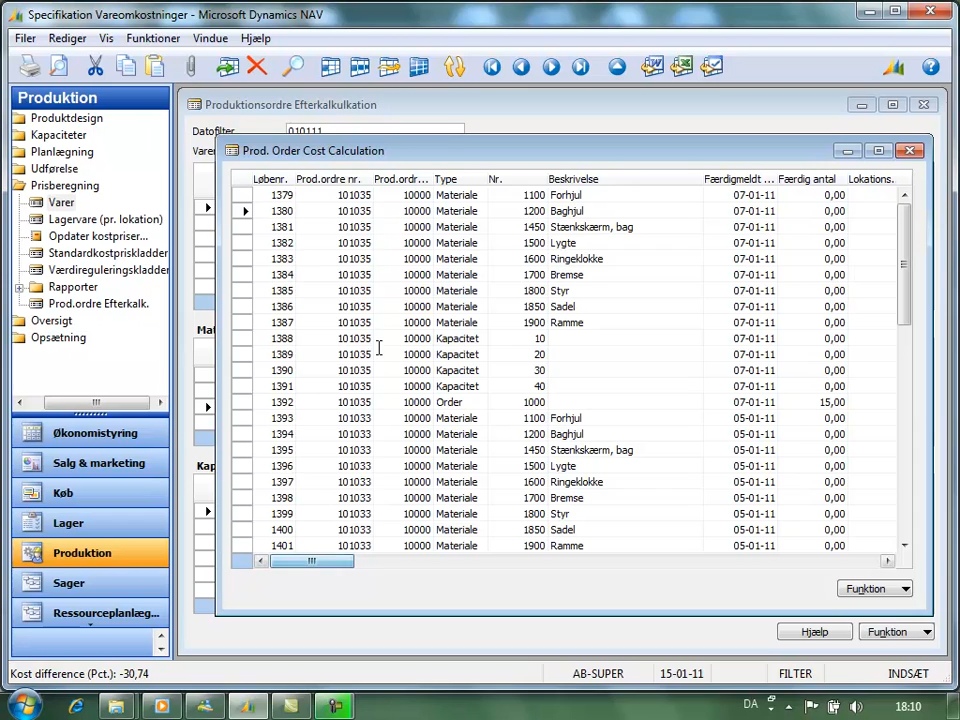 Specifikation Vareomkostninger - Microsoft Dynamics NAV
Filer Rediger Vis Funktioner Vindue Hjælp
Produktion
Produktdesign
Kapaciteter
Planlægning
Udførelse
Prisberegning
Varer
Lagervare (pr. lokation)
Opdater kostpriser...
Standardkostpriskladder
Værdireguleringskladder
Rapporter
Prod.ordre Efterkalk.
Oversigt
Opsætning
Økonomistyring
Salg & marketing
Køb
Lager
Produktion
Sager
Ressourceplanlæg...
Produktionsordre Efterkalkulkation
Datofilter 010111
Prod. Order Cost Calculation
Løbenr. Prod.ordre nr. Prod.ordr... Type Nr. Beskrivelse Færdigmeldt ... Færdig antal Lokations.
1379 101035 10000 Materiale 1100 Forhjul 07-01-11 0,00
1380 101035 10000 Materiale 1200 Baghjul 07-01-11 0,00
1381 101035 10000 Materiale 1450 Stænkskærm, bag 07-01-11 0,00
1382 101035 10000 Materiale 1500 Lygte 07-01-11 0,00
1383 101035 10000 Materiale 1600 Ringeklokke 07-01-11 0,00
1384 101035 10000 Materiale 1700 Bremse 07-01-11 0,00
1385 101035 10000 Materiale 1800 Styr 07-01-11 0,00
1386 101035 10000 Materiale 1850 Sadel 07-01-11 0,00
1387 101035 10000 Materiale 1900 Ramme 07-01-11 0,00
1388 101035 10000 Kapacitet 10 07-01-11 0,00
1389 101035 10000 Kapacitet 20 07-01-11 0,00
1390 101035 10000 Kapacitet 30 07-01-11 0,00
1391 101035 10000 Kapacitet 40 07-01-11 0,00
1392 101035 10000 Order 1000 07-01-11 15,00
1393 101033 10000 Materiale 1100 Forhjul 05-01-11 0,00
1394 101033 10000 Materiale 1200 Baghjul 05-01-11 0,00
1395 101033 10000 Materiale 1450 Stænkskærm, bag 05-01-11 0,00
1396 101033 10000 Materiale 1500 Lygte 05-01-11 0,00
1397 101033 10000 Materiale 1600 Ringeklokke 05-01-11 0,00
1398 101033 10000 Materiale 1700 Bremse 05-01-11 0,00
1399 101033 10000 Materiale 1800 Styr 05-01-11 0,00
1400 101033 10000 Materiale 1850 Sadel 05-01-11 0,00
1401 101033 10000 Materiale 1900 Ramme 05-01-11 0,00
Funktion
Hjælp Funktion
Kost difference (Pct.) -30,74 AB-SUPER 15-01-11 FILTER INDSÆT
DA 18:10